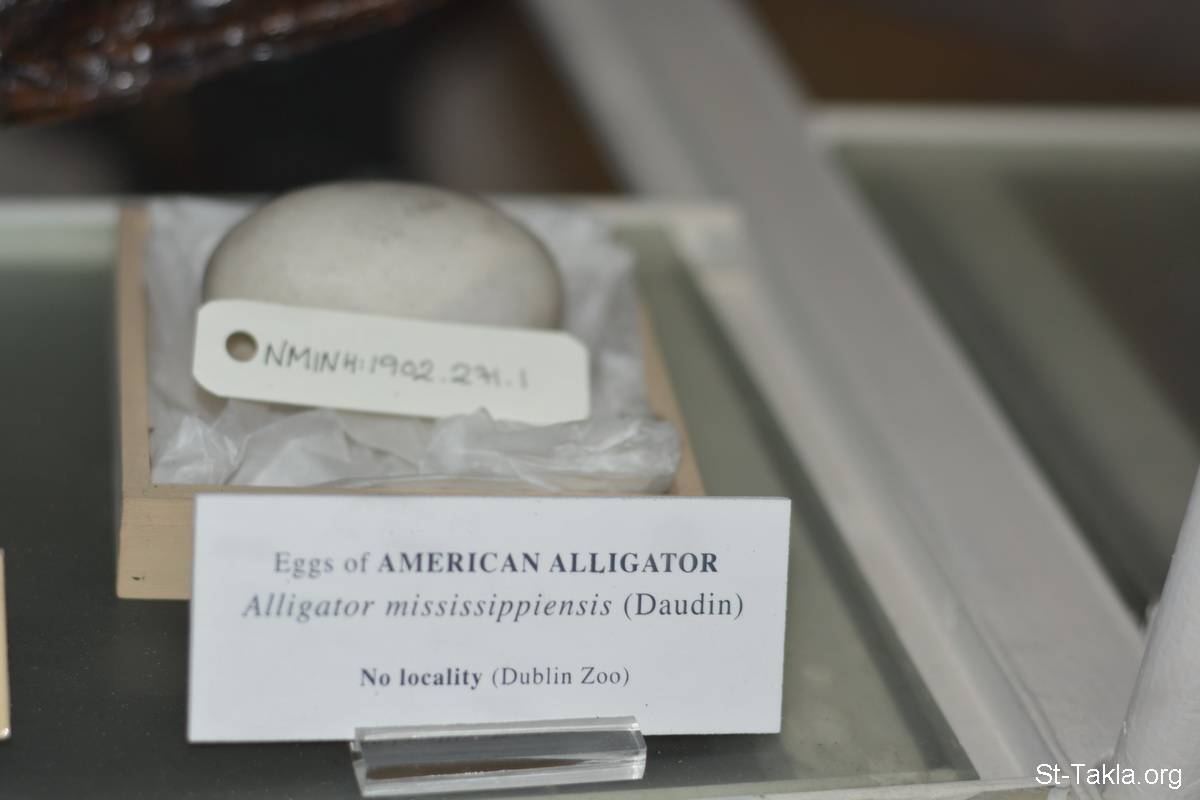 NMINH:1902.271.1
Eggs of AMERICAN ALLIGATOR
Alligator mississippiensis (Daudin)
No locality (Dublin Zoo)
St-Takla.org